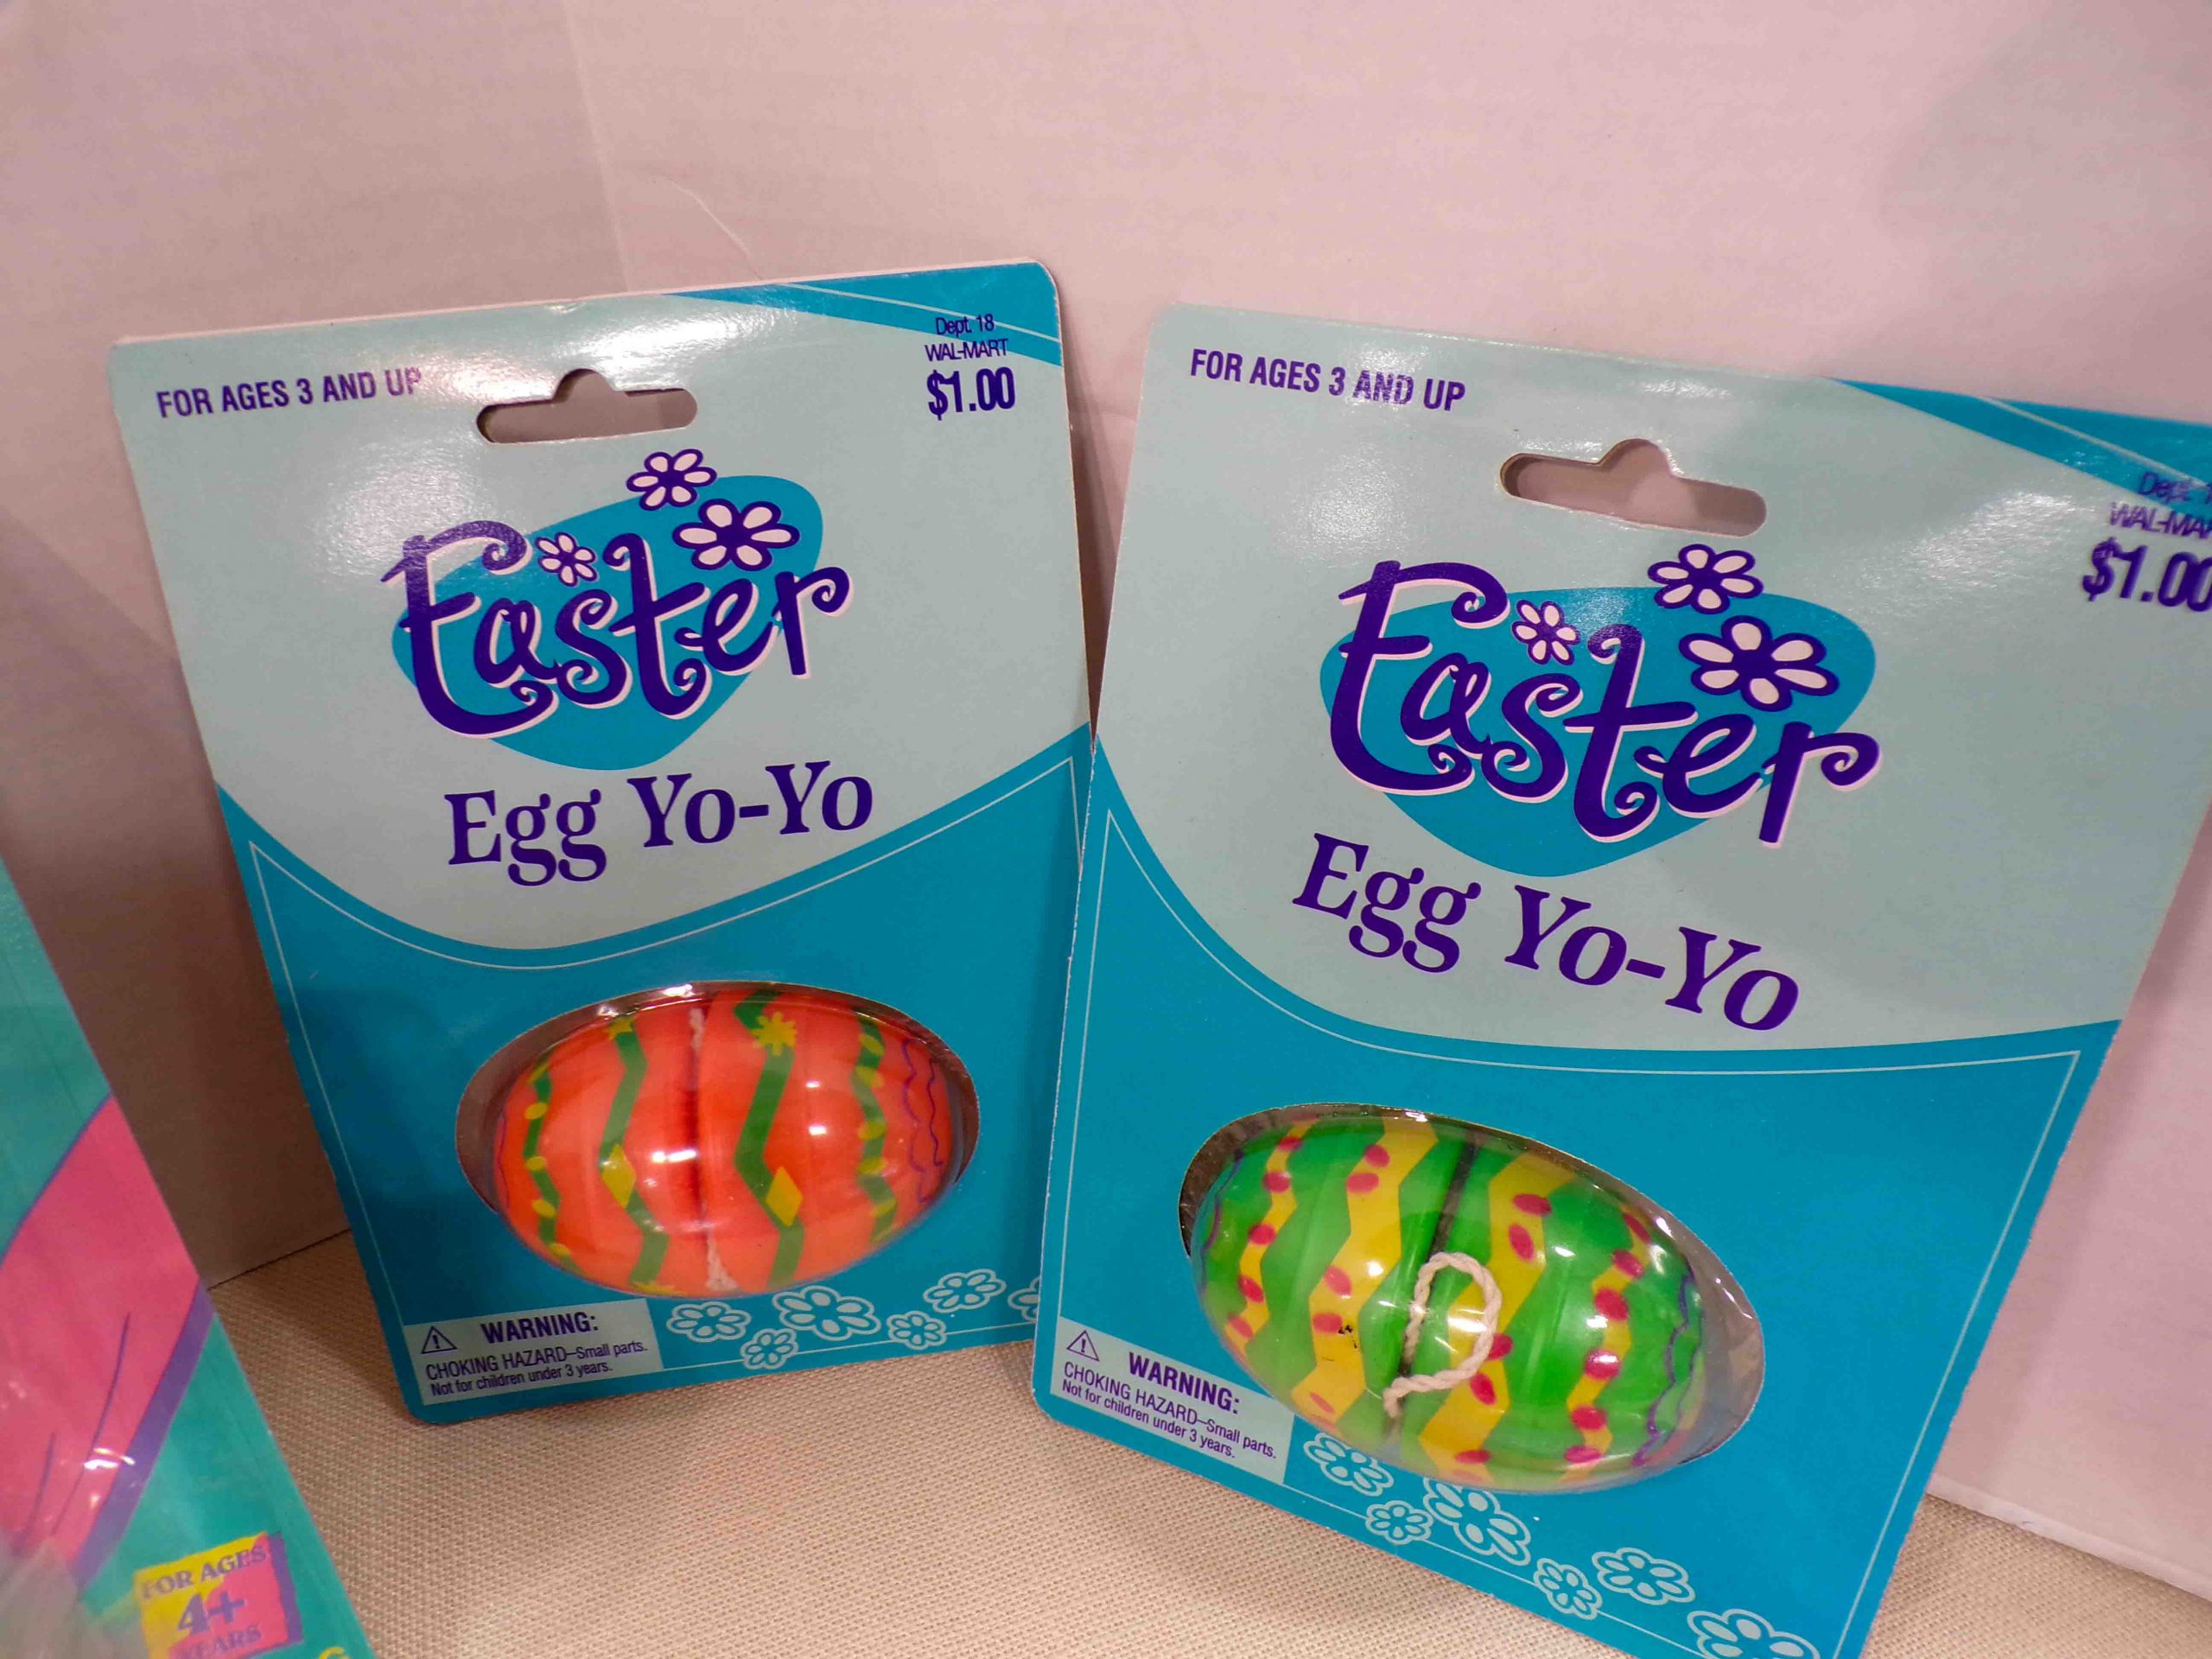 FOR AGES 3 AND UP
Dept. 18
WAL-MART
$1.00
Easter
Egg Yo-Yo
WARNING:
CHOKING HAZARD–Small parts.
Not for children under 3 years.
FOR AGES 3 AND UP
Dept.
$1.00
Easter
Egg Yo-Yo
WARNING:
CHOKING HAZARD–Small parts.
Not for children under 3 years.
FOR AGES
4+
YEARS